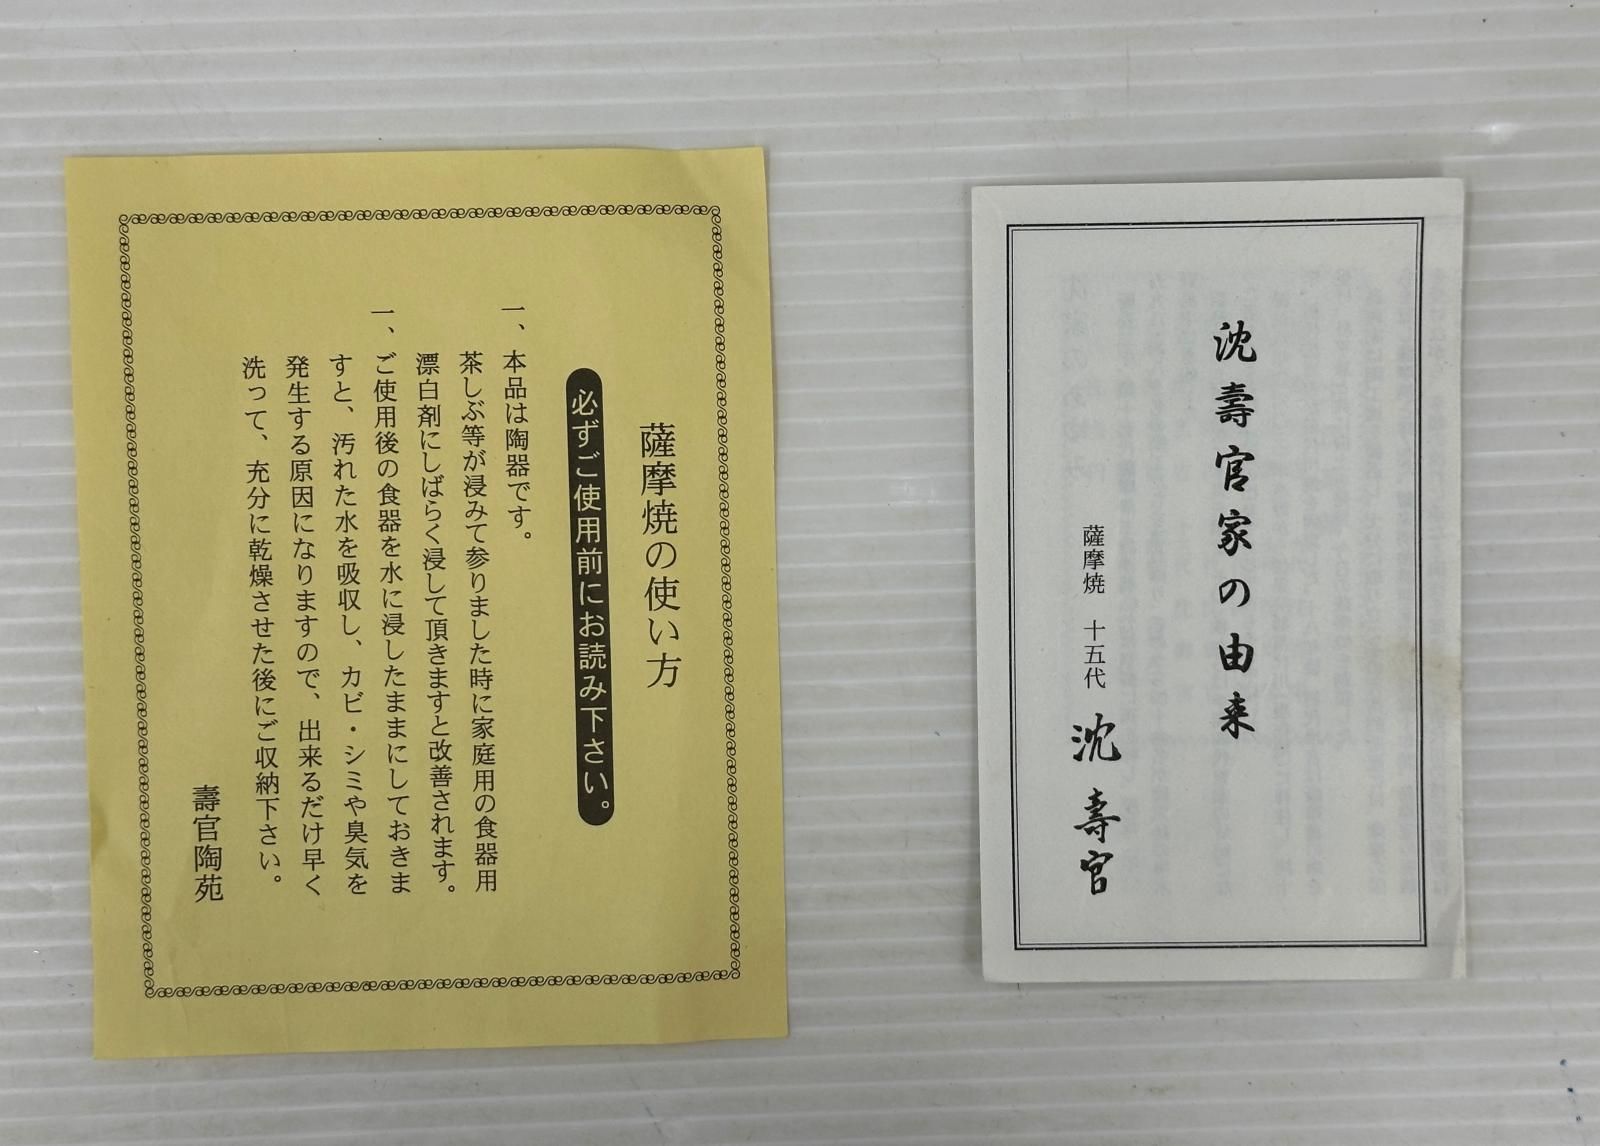 薩摩焼の使い方
必ずご使用前にお読み下さい。
一、本品は陶器です。
茶しぶ等が浸みて参りました時に家庭用の食器用
漂白剤にしばらく浸して頂きますと改善されます。
一、ご使用後の食器を水に浸したままにしておきま
すと、汚れた水を吸収し、カビ・シミや臭気を
発生する原因になりますので、出来るだけ早く
洗って、充分に乾燥させた後にご収納下さい。
壽官陶苑
沈壽官家の由来
薩摩焼 十五代 沈壽官